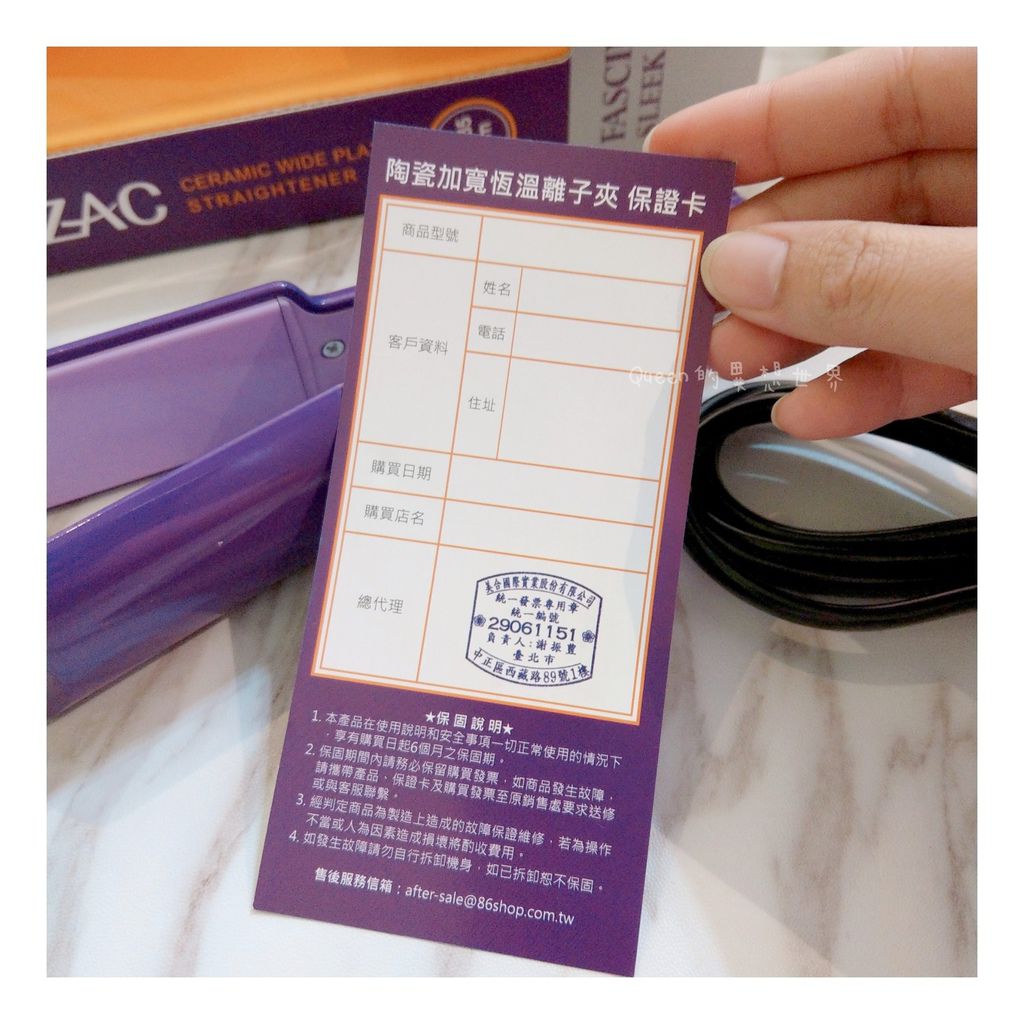 FASCI
SLEEK
ZAC
CERAMIC WIDE PLA
STRAIGHTENER
陶瓷加寬恆溫離子夾 保證卡
商品型號
客戶資料
姓名
電話
住址
購買日期
購買店名
總代理
美合國際實業股份有限公司
統一發票專用章
統一編號
29061151
負責人:謝振豊
臺北市
中正區西藏路89號1樓
Queen的果想世界
★保固說明★
1. 本產品在使用說明和安全事項一切正常使用的情況下
,享有購買日起6個月之保固期。
2. 保固期間內請務必保留購買發票,如商品發生故障,
請攜帶產品、保證卡及購買發票至原銷售處要求送修
或與客服聯繫。
3. 經判定商品為製造上造成的故障保證維修,若為操作
不當或人為因素造成損壞將酌收費用。
4. 如發生故障請勿自行拆卸機身,如已拆卸恕不保固。
售後服務信箱:after-sale@86shop.com.tw